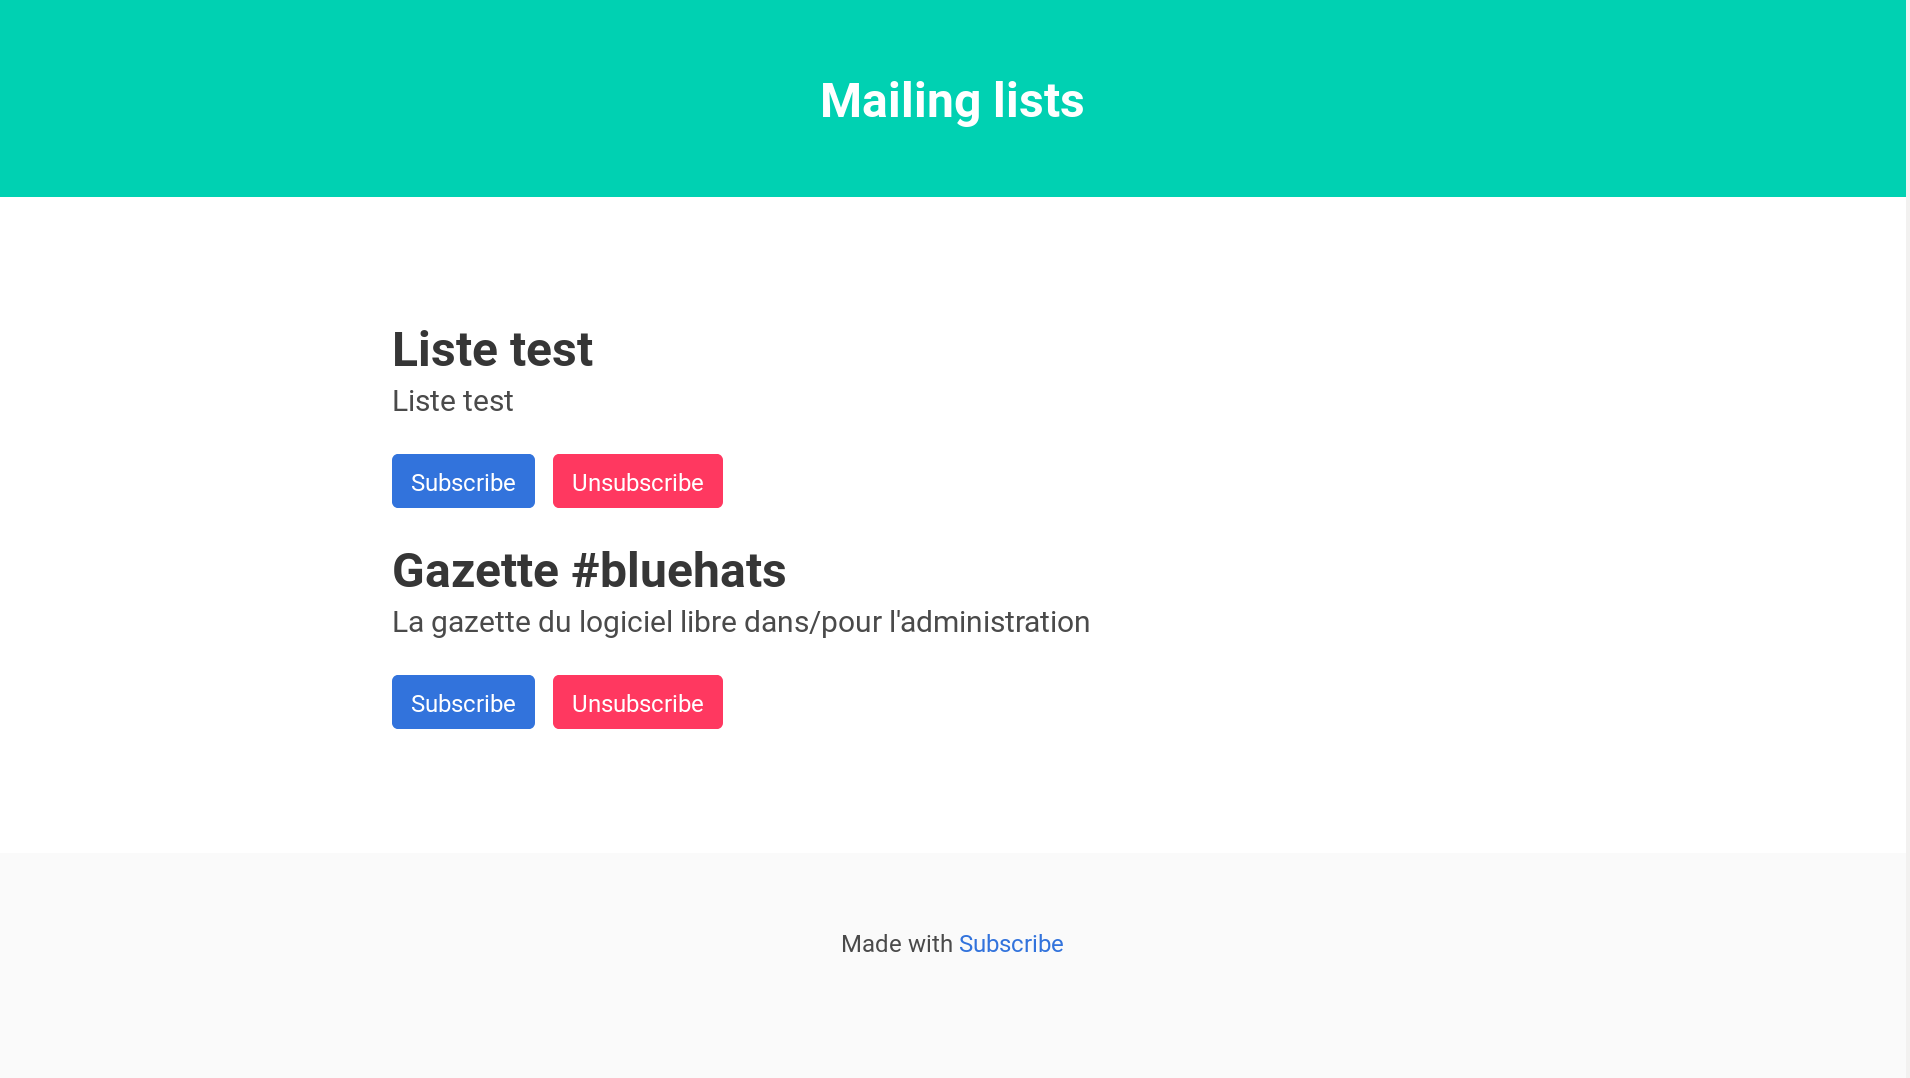 Mailing lists
Liste test
Liste test
Subscribe Unsubscribe
Gazette #bluehats
La gazette du logiciel libre dans/pour l'administration
Subscribe Unsubscribe
Made with Subscribe